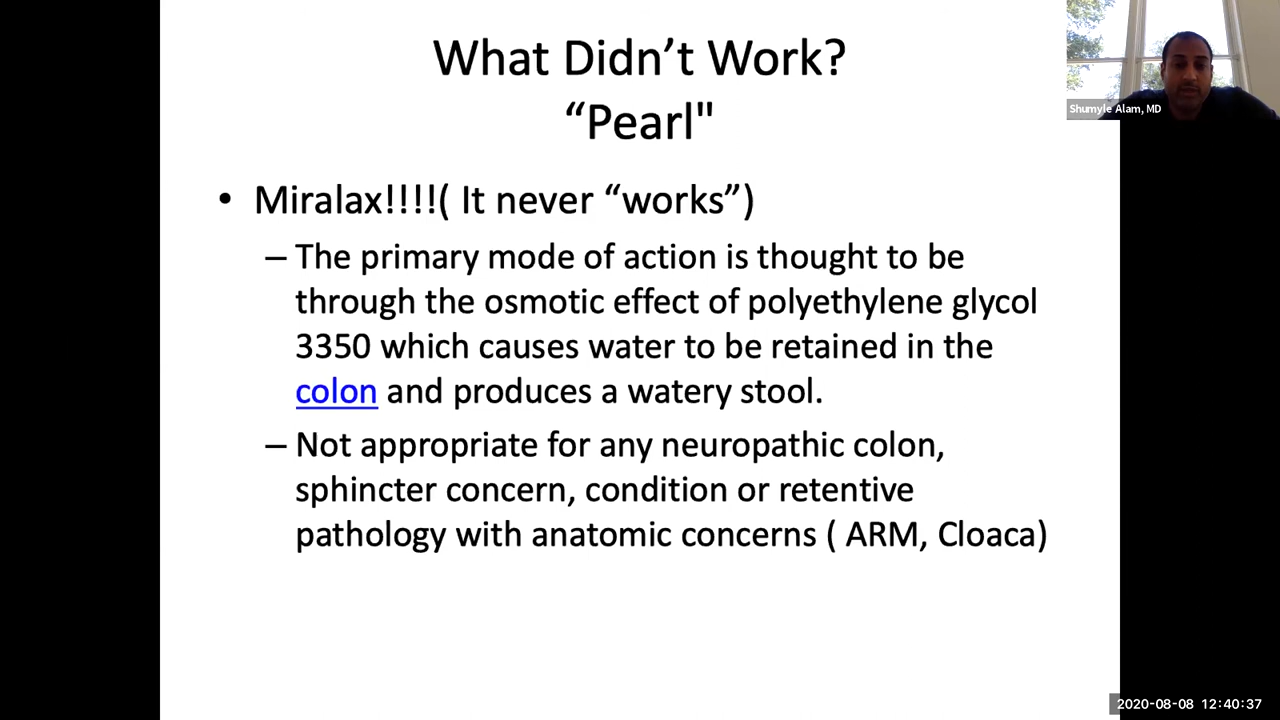 What Didn’t Work?
“Pearl"
• Miralax!!!!( It never “works”)
– The primary mode of action is thought to be
through the osmotic effect of polyethylene glycol
3350 which causes water to be retained in the
colon and produces a watery stool.
– Not appropriate for any neuropathic colon,
sphincter concern, condition or retentive
pathology with anatomic concerns ( ARM, Cloaca)
Shumyle Alam, MD
2020-08-08 12:40:37